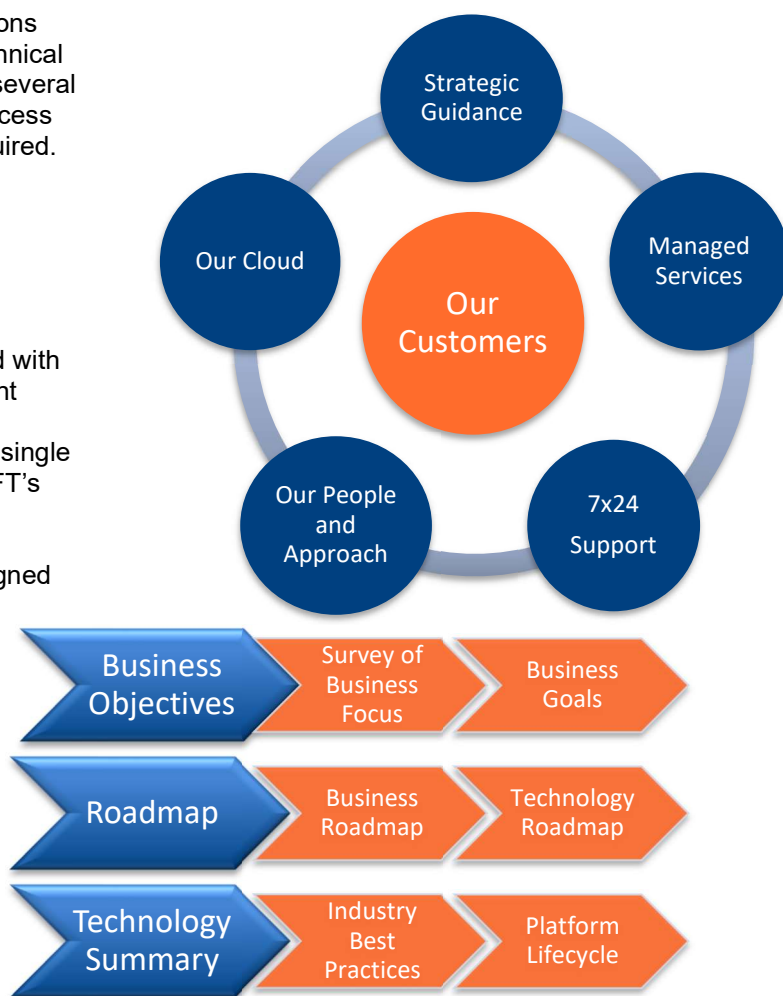 ons
hnical
several
cess
uired.
d with
nt
single
FT's
gned
Strategic
Guidance
Managed
Services
7x24
Support
Our People
and
Approach
Our Cloud
Our
Customers
Business
Objectives
Survey of
Business
Focus
Business
Goals
Roadmap
Business
Roadmap
Technology
Roadmap
Technology
Summary
Industry
Best
Practices
Platform
Lifecycle